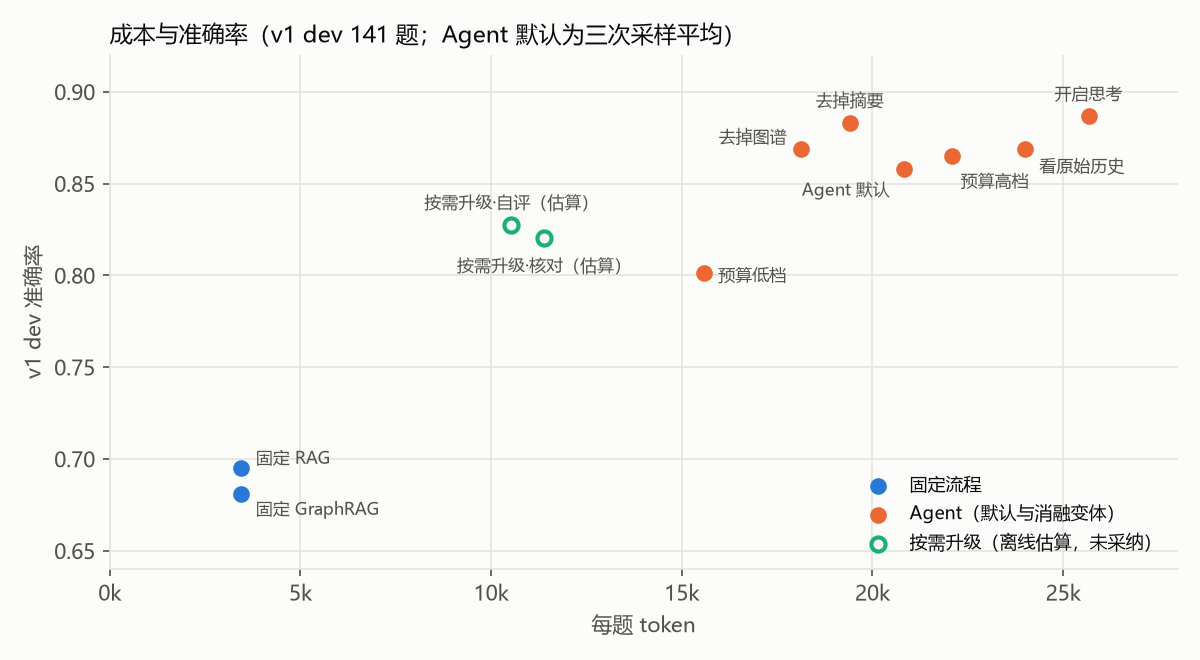 成本与准确率（v1 dev 141 题；Agent 默认为三次采样平均）
v1 dev 准确率
0.90
0.85
0.80
0.75
0.70
0.65
开启思考
去掉摘要
去掉图谱
看原始历史
预算高档
Agent 默认
按需升级·自评（估算）
按需升级·核对（估算）
预算低档
固定 RAG
固定 GraphRAG
固定流程
Agent（默认与消融变体）
按需升级（离线估算，未采纳）
0k
5k
10k
15k
20k
25k
每题 token